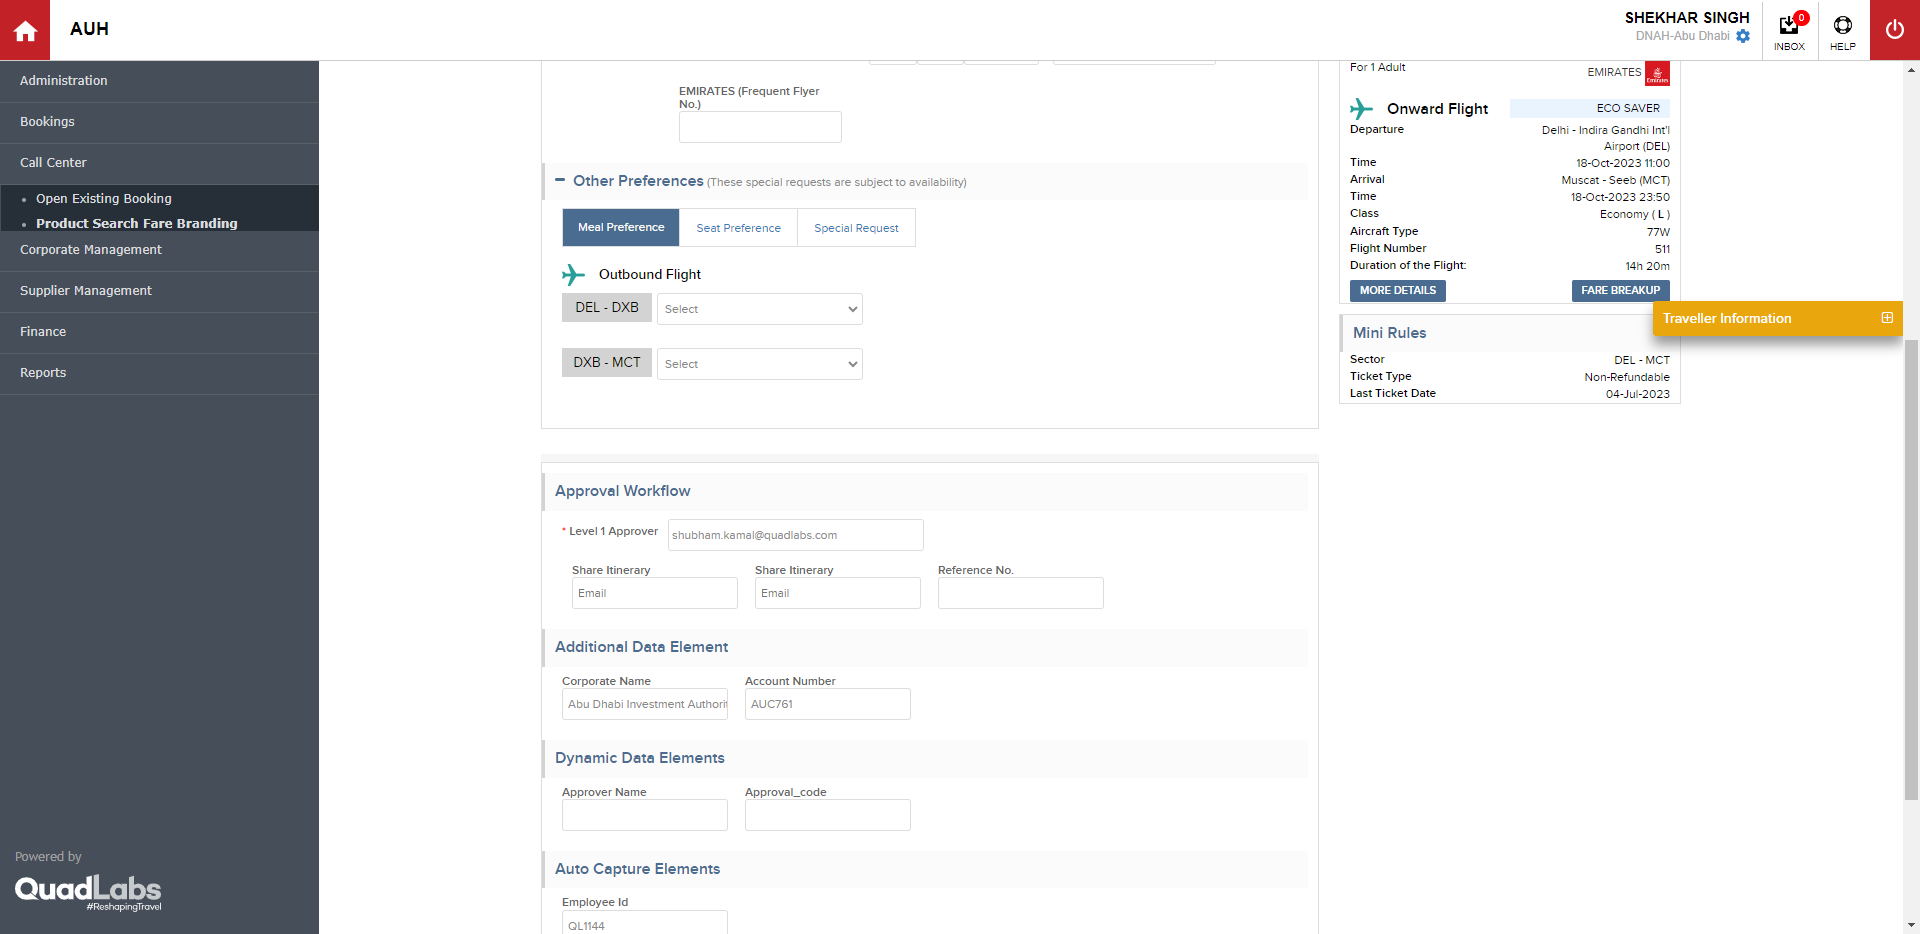 AUH
SHEKHAR SINGH
DNAH-Abu Dhabi
0
INBOX
HELP
Administration
Bookings
Call Center
Open Existing Booking
Product Search Fare Branding
Corporate Management
Supplier Management
Finance
Reports
Powered by
QuadLabs
#ReshapingTravel
EMIRATES (Frequent Flyer
No.)
Other Preferences (These special requests are subject to availability)
Meal Preference
Seat Preference
Special Request
Outbound Flight
DEL - DXB
Select
DXB - MCT
Select
Approval Workflow
* Level 1 Approver
shubham.kamal@quadlabs.com
Share Itinerary
Share Itinerary
Reference No.
Email
Email
Additional Data Element
Corporate Name
Account Number
Abu Dhabi Investment Authorit
AUC761
Dynamic Data Elements
Approver Name
Approval_code
Auto Capture Elements
Employee Id
QL1144
For 1 Adult
EMIRATES
Emirates
Onward Flight
ECO SAVER
Departure
Delhi - Indira Gandhi Int'l
Airport (DEL)
Time
18-Oct-2023 11:00
Arrival
Muscat - Seeb (MCT)
Time
18-Oct-2023 23:50
Class
Economy ( L )
Aircraft Type
77W
Flight Number
511
Duration of the Flight:
14h 20m
MORE DETAILS
FARE BREAKUP
Traveller Information
Mini Rules
Sector
DEL - MCT
Ticket Type
Non-Refundable
Last Ticket Date
04-Jul-2023